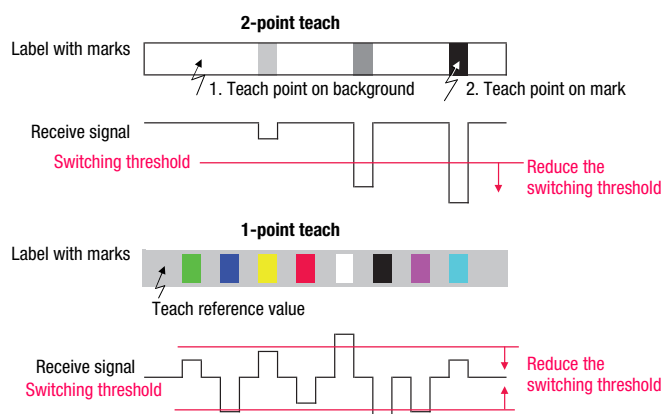 2-point teach
Label with marks
1. Teach point on background
2. Teach point on mark
Receive signal
Switching threshold
Reduce the
switching threshold
1-point teach
Label with marks
Teach reference value
Receive signal
Switching threshold
Reduce the
switching threshold